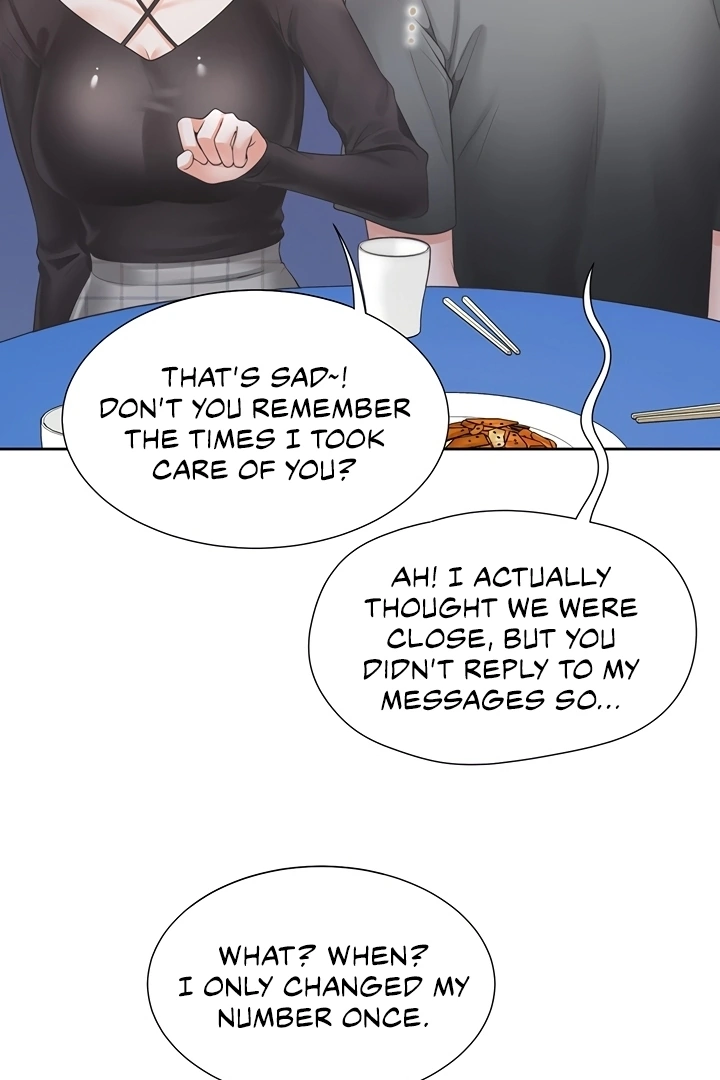 THAT'S SAD~!
DON'T YOU REMEMBER
THE TIMES I TOOK
CARE OF YOU?
AH! I ACTUALLY
THOUGHT WE WERE
CLOSE, BUT YOU
DIDN'T REPLY TO MY
MESSAGES SO...
WHAT? WHEN?
I ONLY CHANGED MY
NUMBER ONCE.